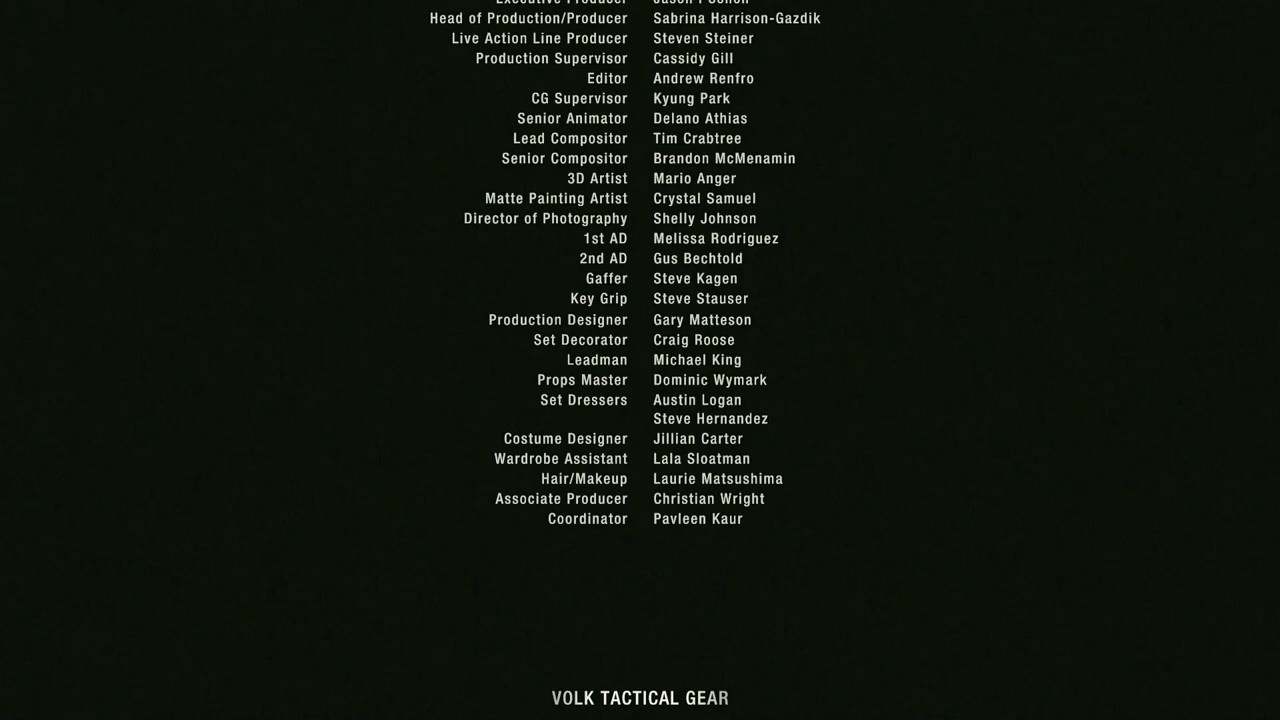 Executive Producer Jason
Head of Production/Producer Sabrina Harrison-Gazdik
Live Action Line Producer Steven Steiner
Production Supervisor Cassidy Gill
Editor Andrew Renfro
CG Supervisor Kyung Park
Senior Animator Delano Athias
Lead Compositor Tim Crabtree
Senior Compositor Brandon McMenamin
3D Artist Mario Anger
Matte Painting Artist Crystal Samuel
Director of Photography Shelly Johnson
1st AD Melissa Rodriguez
2nd AD Gus Bechtold
Gaffer Steve Kagen
Key Grip Steve Stauser
Production Designer Gary Matteson
Set Decorator Craig Roose
Leadman Michael King
Props Master Dominic Wymark
Set Dressers Austin Logan
Steve Hernandez
Costume Designer Jillian Carter
Wardrobe Assistant Lala Sloatman
Hair/Makeup Laurie Matsushima
Associate Producer Christian Wright
Coordinator Pavleen Kaur
VOLK TACTICAL GEAR